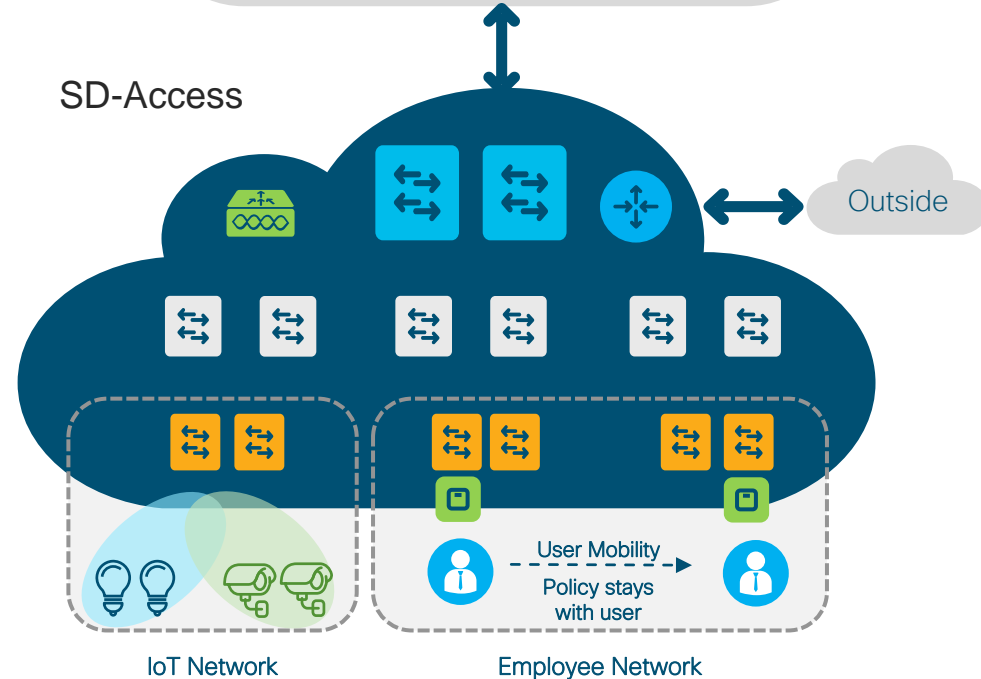 SD-Access
Outside
User Mobility
Policy stays
with user
IoT Network
Employee Network